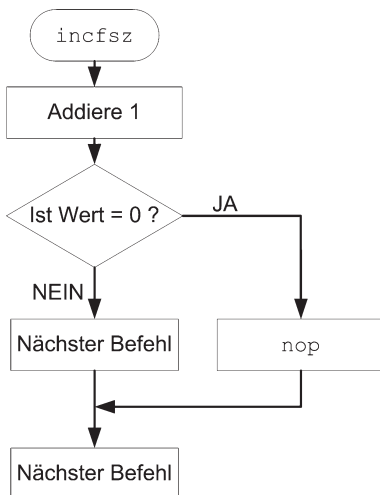 incfsz
Addiere 1
Ist Wert = 0 ?
JA
NEIN
Nächster Befehl
nop
Nächster Befehl